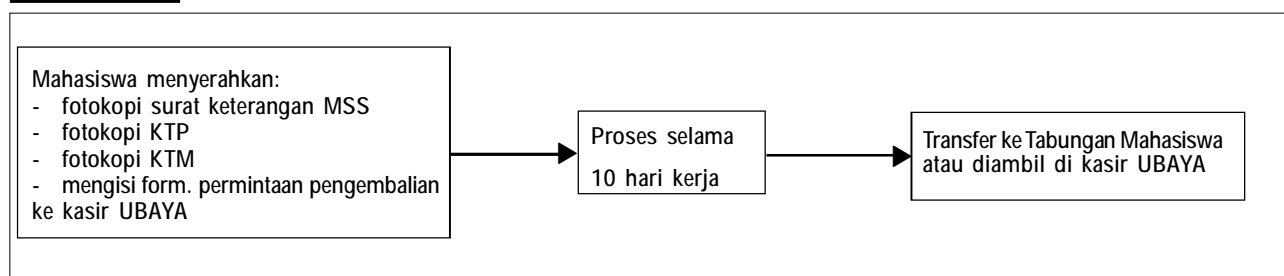 Mahasiswa menyerahkan:
- fotokopi surat keterangan MSS
- fotokopi KTP
- fotokopi KTM
- mengisi form. permintaan pengembalian
ke kasir UBAYA
Proses selama
10 hari kerja
Transfer ke Tabungan Mahasiswa
atau diambil di kasir UBAYA